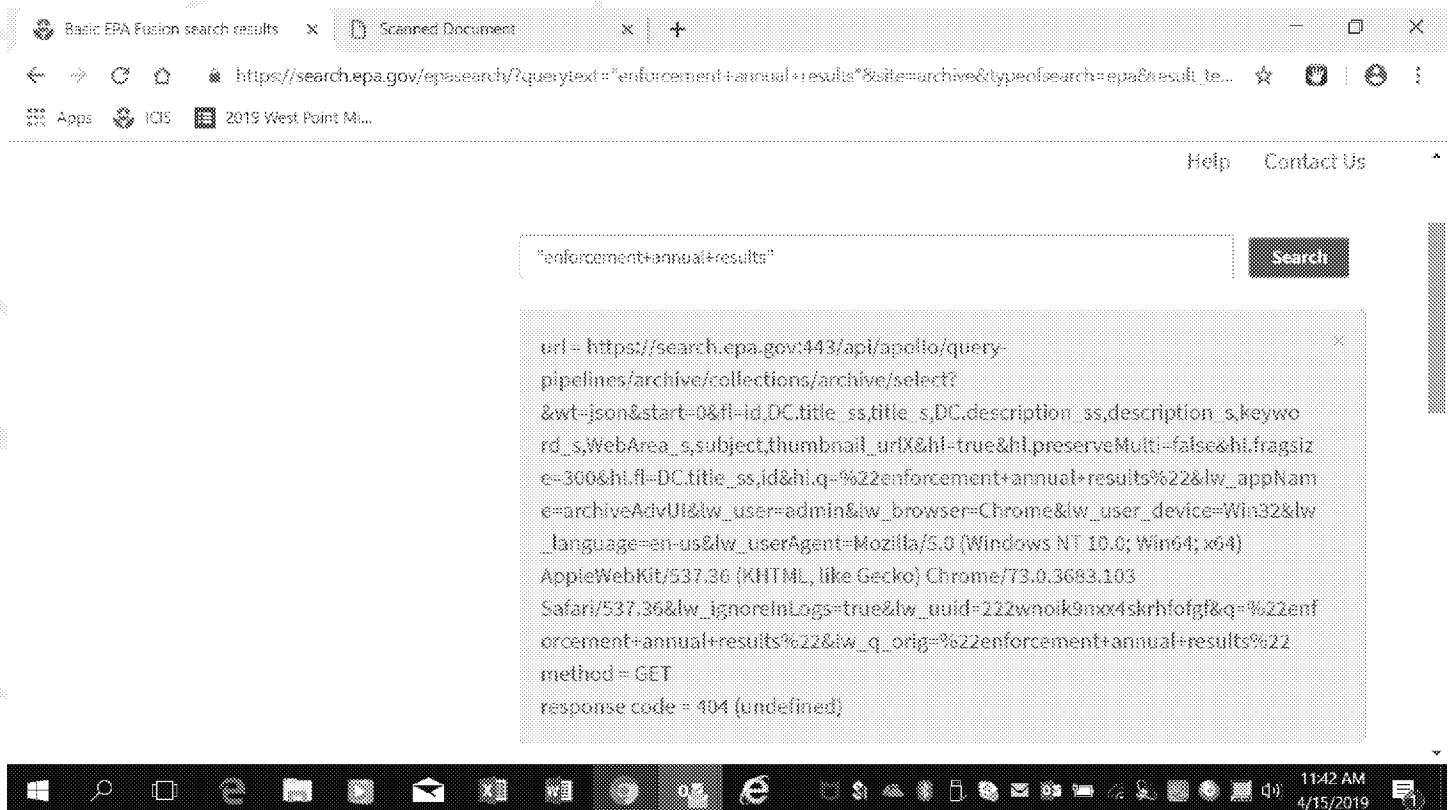 Basic EPA Fusion search results
Scanned Document
https://search.epa.gov/epasearch/?querytext="enforcement+annual+results"&site=archive&typeofsearch=epa&result_te...
Apps ICIS 2019 West Point Mi...
Help Contact Us
"enforcement+annual+results" Search
url = https://search.epa.gov:443/api/apollo/query-
pipelines/archive/collections/archive/select?
&wt=json&start=0&fl=id,DC.title_ss,title_s,DC.description_ss,description_s,keywo
rd_s,WebArea_s,subject,thumbnail_urlX&hl=true&hl.preserveMulti=false&hl.fragsiz
e=300&hl.fl=DC.title_ss,id&hl.q=%22enforcement+annual+results%22&lw_appNam
e=archiveAdvUI&lw_user=admin&lw_browser=Chrome&lw_user_device=Win32&lw
_language=en-us&lw_userAgent=Mozilla/5.0 (Windows NT 10.0; Win64; x64)
AppleWebKit/537.36 (KHTML, like Gecko) Chrome/73.0.3683.103
Safari/537.36&lw_ignoreInLogs=true&lw_uuid=222wnoik9nxx4skrhfofgf&q=%22enf
orcement+annual+results%22&lw_q_orig=%22enforcement+annual+results%22
method = GET
response code = 404 (undefined)
11:42 AM
4/15/2019